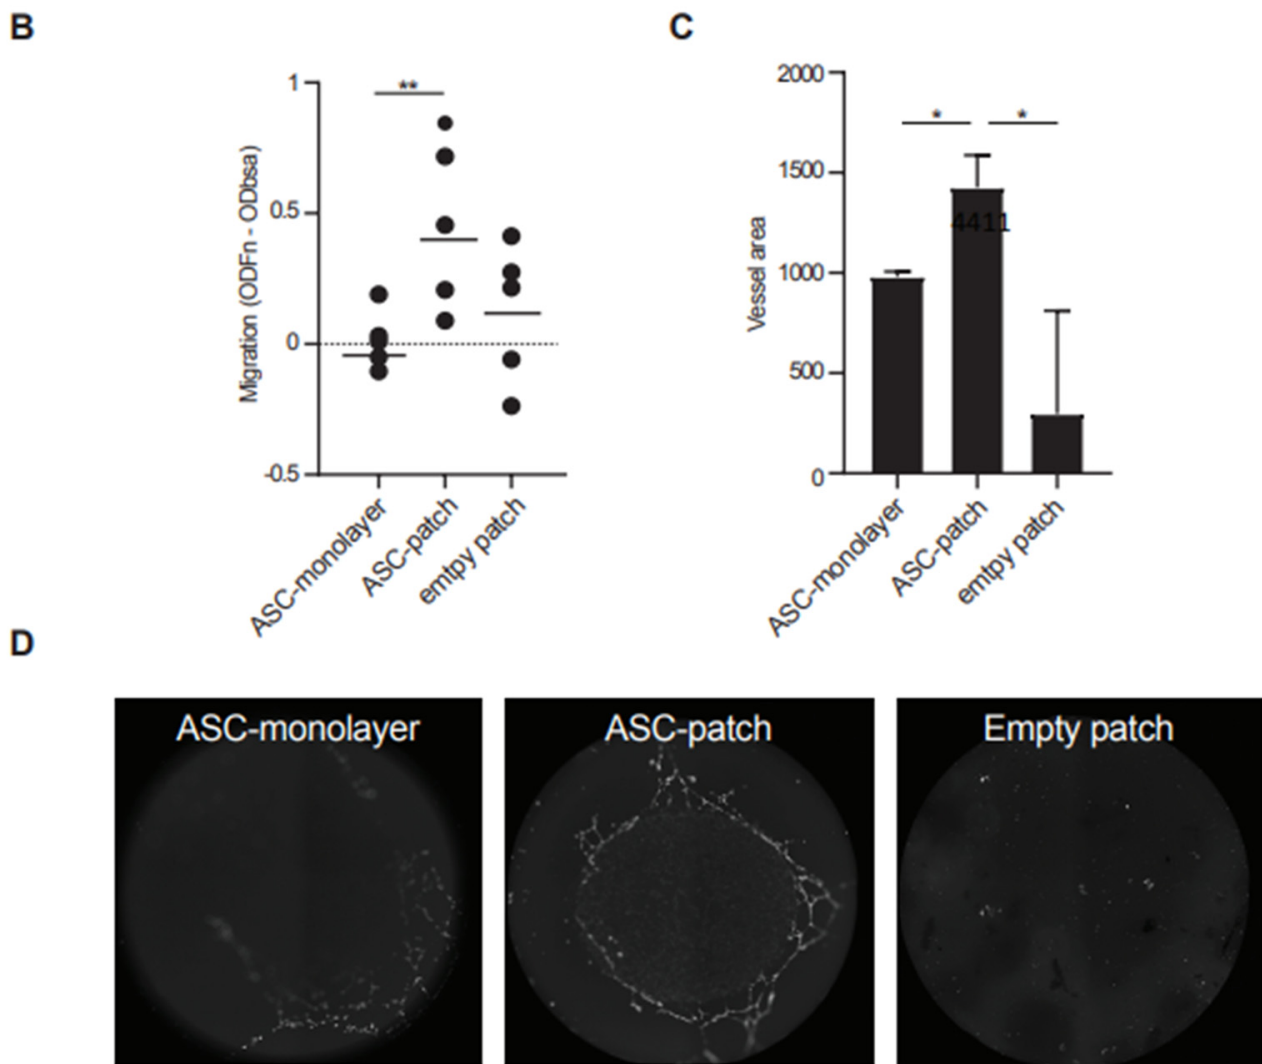 B
C
**
1
0.5
0
-0.5
Migration (ODFn - ODbsa)
ASC-monolayer
ASC-patch
emtpy patch
* *
2000
1500
1000
500
0
Vessel area
4411
ASC-monolayer
ASC-patch
emtpy patch
D
ASC-monolayer
ASC-patch
Empty patch